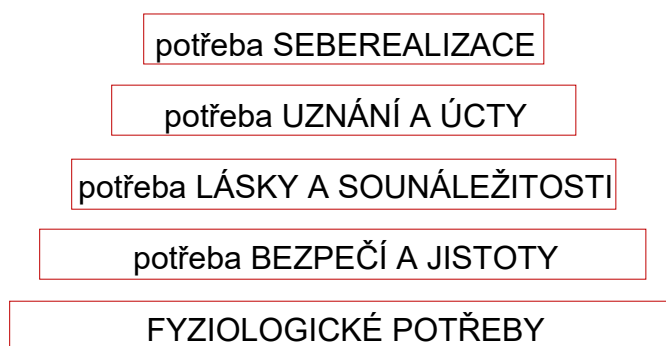 potřeba SEBEREALIZACE
potřeba UZNÁNÍ A ÚCTY
potřeba LÁSKY A SOUNÁLEŽITOSTI
potřeba BEZPEČÍ A JISTOTY
FYZIOLOGICKÉ POTŘEBY